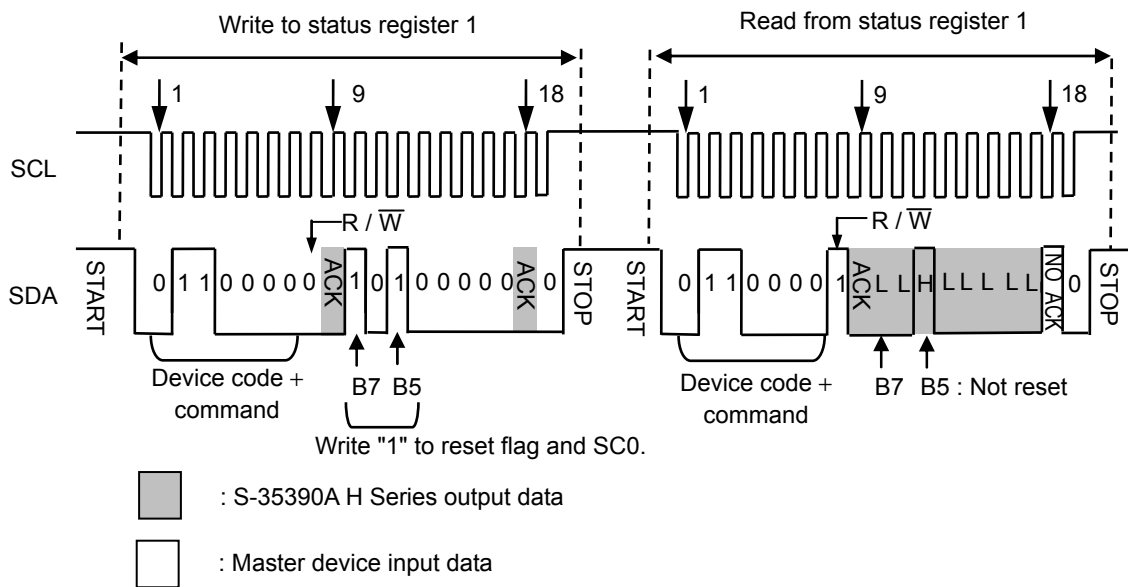 Write to status register 1 Read from status register 1
1 9 18 1 9 18
SCL
R / W R / W
SDA START 0 1 1 0 0 0 0 0 ACK 1 0 1 0 0 0 0 0 ACK 0 STOP START 0 1 1 0 0 0 0 1 ACK L L H L L L L L NO ACK 0 STOP
Device code + B7 B5 Device code + B7 B5 : Not reset
command command
Write "1" to reset flag and SC0.
: S-35390A H Series output data
: Master device input data